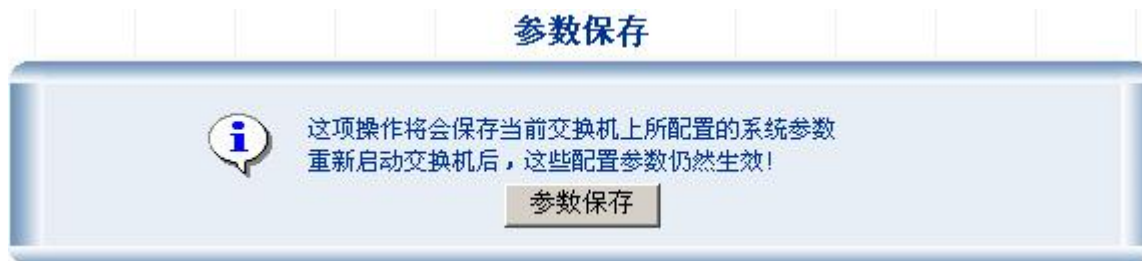 参数保存
这项操作将会保存当前交换机上所配置的系统参数
重新启动交换机后，这些配置参数仍然生效!
参数保存